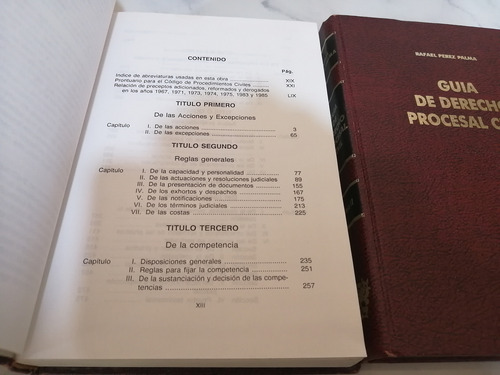 CONTENIDO
Pág.
Indice de abreviaturas usadas en esta obra XIX
Prontuario para el Código de Procedimientos Civiles XXI
Relación de preceptos adicionados, reformados y derogados
en los años 1967, 1971, 1973, 1974, 1975, 1983 y 1985 LIX
TITULO PRIMERO
De las Acciones y Excepciones
Capítulo I. De las acciones 3
II. De las excepciones 65
TITULO SEGUNDO
Reglas generales
Capítulo I. De la capacidad y personalidad 77
II. De las actuaciones y resoluciones judiciales 89
III. De la presentación de documentos 155
IV. De los exhortos y despachos 167
V. De las notificaciones 175
VI. De los términos judiciales 213
VII. De las costas 225
TITULO TERCERO
De la competencia
Capítulo I. Disposiciones generales 235
II. Reglas para fijar la competencia 251
III. De la sustanciación y decisión de las compe-
tencias 257
XIII
RAFAEL PEREZ PALMA
GUIA
DE DERECHO
PROCESAL C